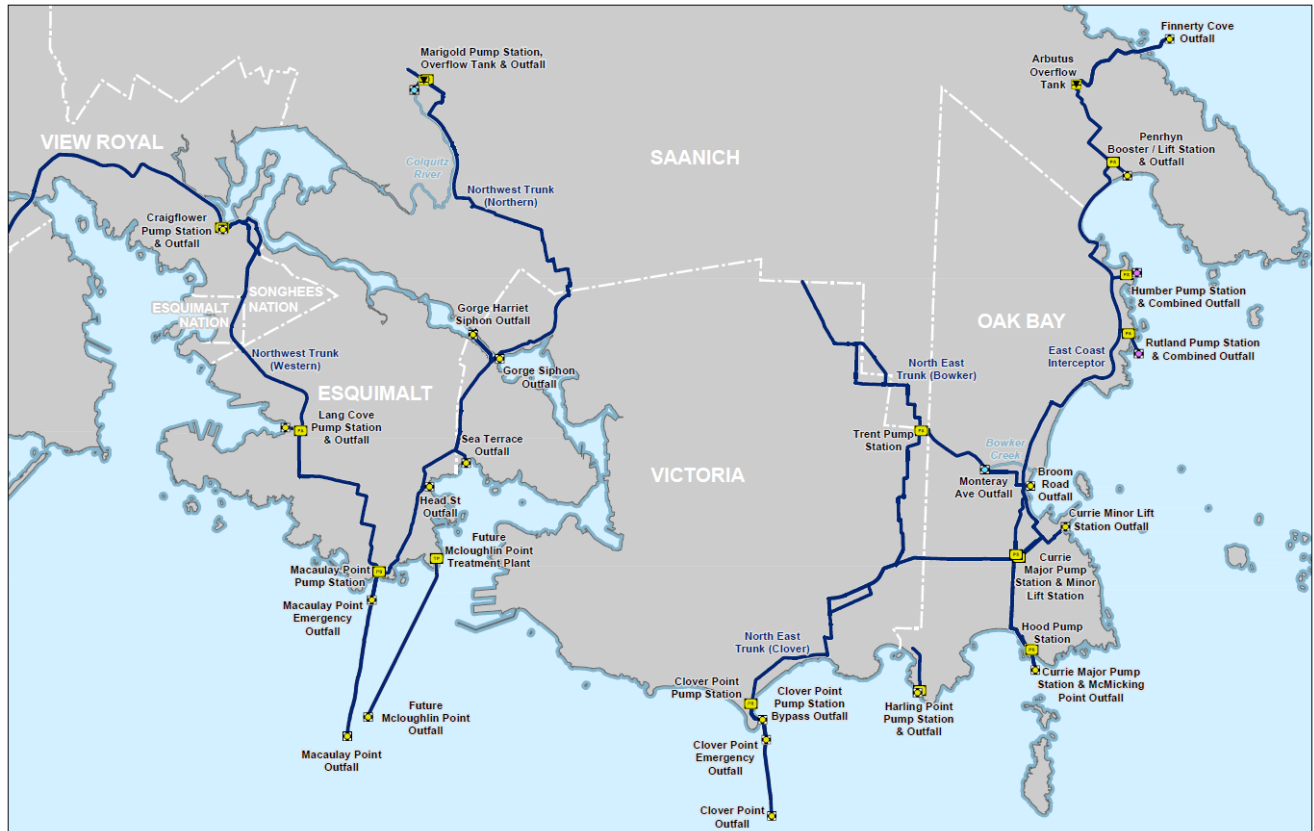 Finnerty Cove
Outfall
Marigold Pump Station,
Overflow Tank & Outfall
Arbutus
Overflow
Tank
VIEW ROYAL
SAANICH
Penrhyn
Booster / Lift Station
& Outfall
Colquitz
River
Northwest Trunk
(Northern)
Craigflower
Pump Station
& Outfall
SONGHEES
NATION
ESQUIMALT
NATION
Humber Pump Station
& Combined Outfall
Gorge Harriet
Siphon Outfall
OAK BAY
Rutland Pump Station
& Combined Outfall
Northwest Trunk
(Western)
East Coast
Interceptor
North East
Trunk (Bowker)
Gorge Siphon
Outfall
ESQUIMALT
Lang Cove
Pump Station
& Outfall
Trent Pump
Station
Sea Terrace
Outfall
Bowker
Creek
VICTORIA
Monteray
Ave Outfall
Broom
Road
Outfall
Head St
Outfall
Currie Minor Lift
Station Outfall
Future
Mcloughlin Point
Treatment Plant
TP
Macaulay Point
Pump Station
PS
Currie
Major Pump
Station & Minor
Lift Station
Macaulay Point
Emergency
Outfall
Hood Pump
Station
North East
Trunk (Clover)
Currie Major Pump
Station & McMicking
Point Outfall
Clover Point
Pump Station
Clover Point
Pump Station
Bypass Outfall
Harling Point
Pump Station
& Outfall
Future
Mcloughlin Point
Outfall
Clover Point
Emergency
Outfall
Macaulay Point
Outfall
Clover Point
Outfall